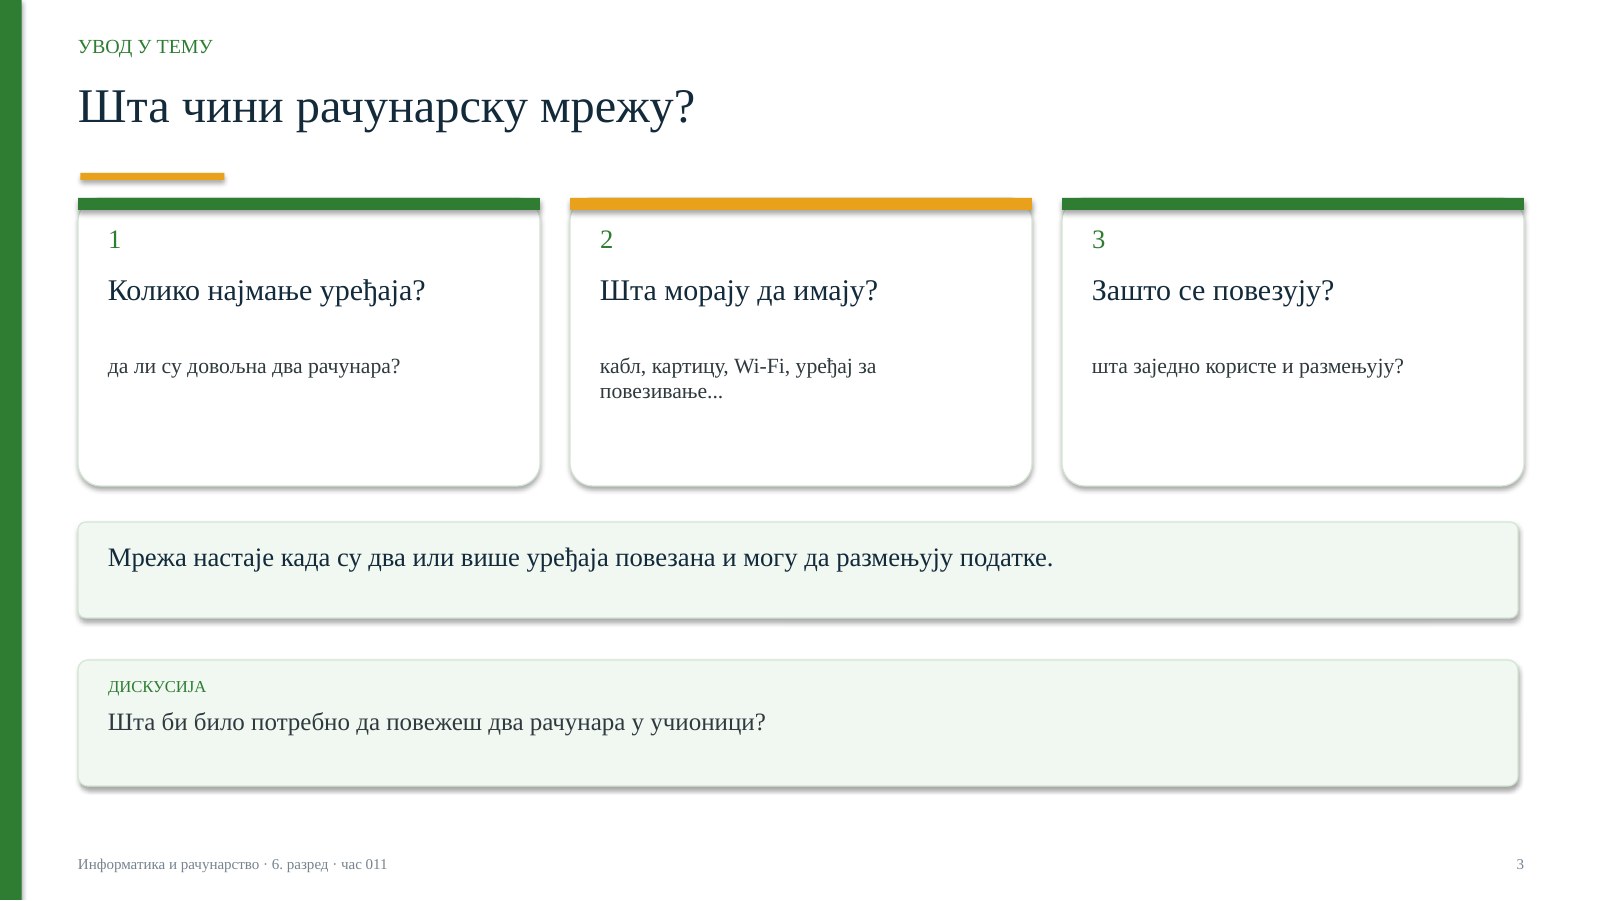 УВОД У ТЕМУ
Шта чини рачунарску мрежу?
1
Колико најмање уређаја?
да ли су довољна два рачунара?
2
Шта морају да имају?
кабл, картицу, Wi-Fi, уређај за
повезивање...
3
Зашто се повезују?
шта заједно користе и размењују?
Мрежа настаје када су два или више уређаја повезана и могу да размењују податке.
ДИСКУСИЈА
Шта би било потребно да повежеш два рачунара у учионици?
Информатика и рачунарство · 6. разред · час 011
3